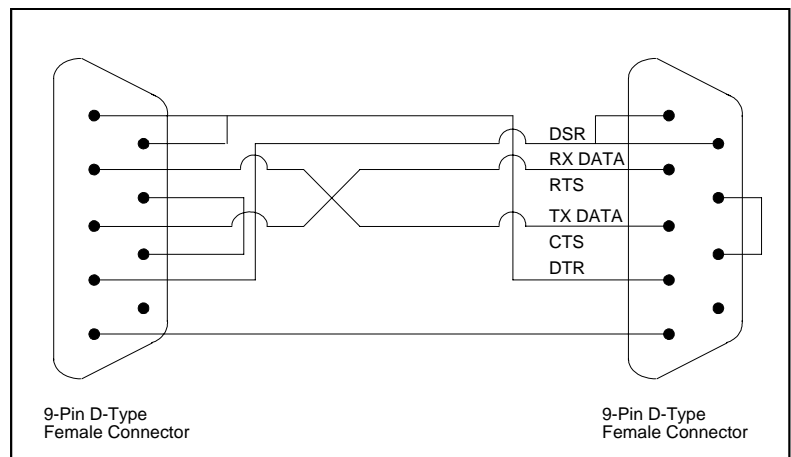 DSR
RX DATA
RTS
TX DATA
CTS
DTR
9-Pin D-Type
Female Connector
9-Pin D-Type
Female Connector